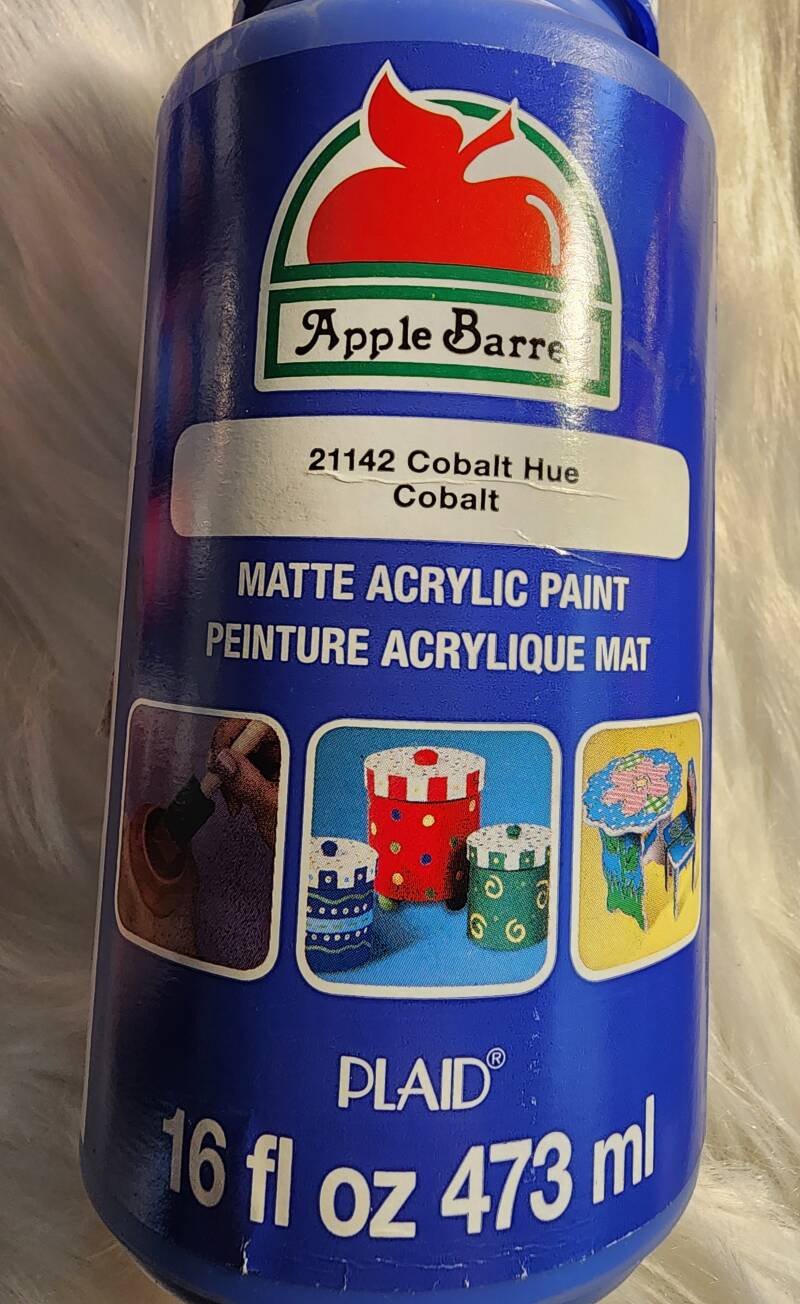 Apple Barre
21142 Cobalt Hue
Cobalt
MATTE ACRYLIC PAINT
PEINTURE ACRYLIQUE MAT
PLAID®
16 fl oz 473 ml